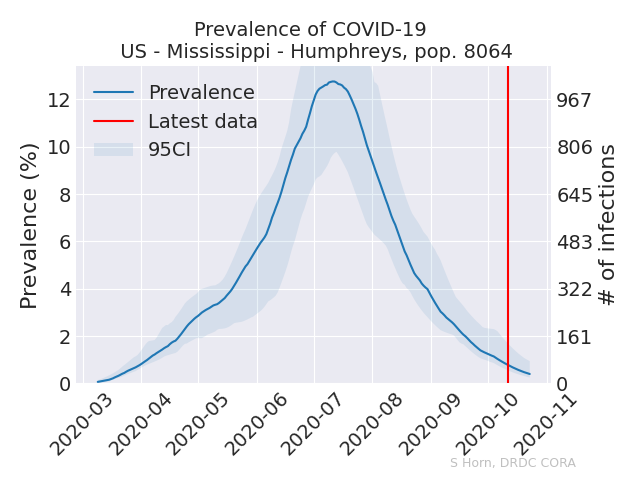 Prevalence of COVID-19
US - Mississippi - Humphreys, pop. 8064
Prevalence
Latest data
95CI
Prevalence (%)
12
10
8
6
4
2
0
967
806
645
483
322
161
0
# of infections
2020-03
2020-04
2020-05
2020-06
2020-07
2020-08
2020-09
2020-10
2020-11
S Horn, DRDC CORA